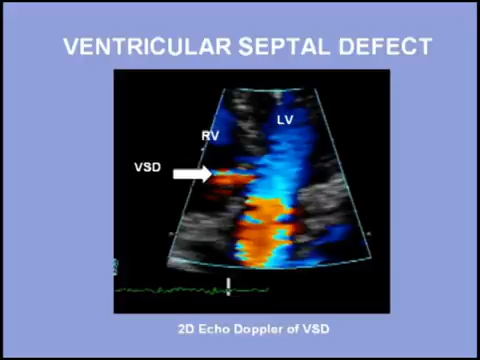 VENTRICULAR SEPTAL DEFECT
LV
RV
VSD
2D Echo Doppler of VSD